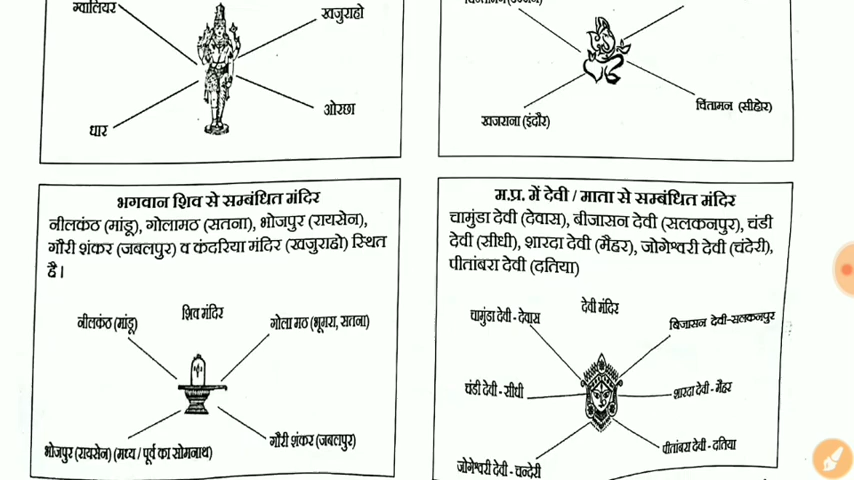 ग्वालियर
खजुराहो
ओरछा
धार
चिंतामन (सीहोर)
खजराना (इंदौर)
भगवान शिव से सम्बंधित मंदिर
नीलकंठ (मांडू), गोलामठ (सतना), भोजपुर (रायसेन),
गौरी शंकर (जबलपुर) व कंदरिया मंदिर (खजुराहो) स्थित
है।
नीलकंठ (मांडू)
शिव मंदिर
गोला मठ (भूमरा, सतना)
भोजपुर (रायसेन) (मध्य / पूर्व का सोमनाथ)
गौरी शंकर (जबलपुर)
म.प्र. में देवी / माता से सम्बंधित मंदिर
चामुंडा देवी (देवास), बीजासन देवी (सलकनपुर), चंडी
देवी (सीधी), शारदा देवी (मैहर), जोगेश्वरी देवी (चंदेरी),
पीतांबरा देवी (दतिया)
चामुंडा देवी - देवास
देवी मंदिर
बिजासन देवी-सलकनपुर
चंडी देवी - सीधी
शारदा देवी - मैहर
पीतांबरा देवी - दतिया
जोगेश्वरी देवी - चन्देरी